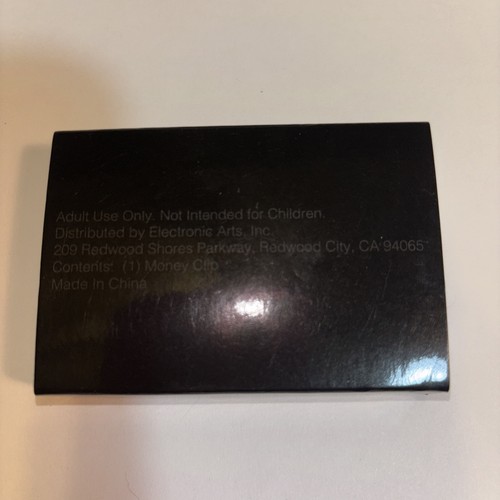 Adult Use Only. Not Intended for Children.
Distributed by Electronic Arts, Inc.
209 Redwood Shores Parkway, Redwood City, CA 94065
Contents: (1) Money Clip
Made In China